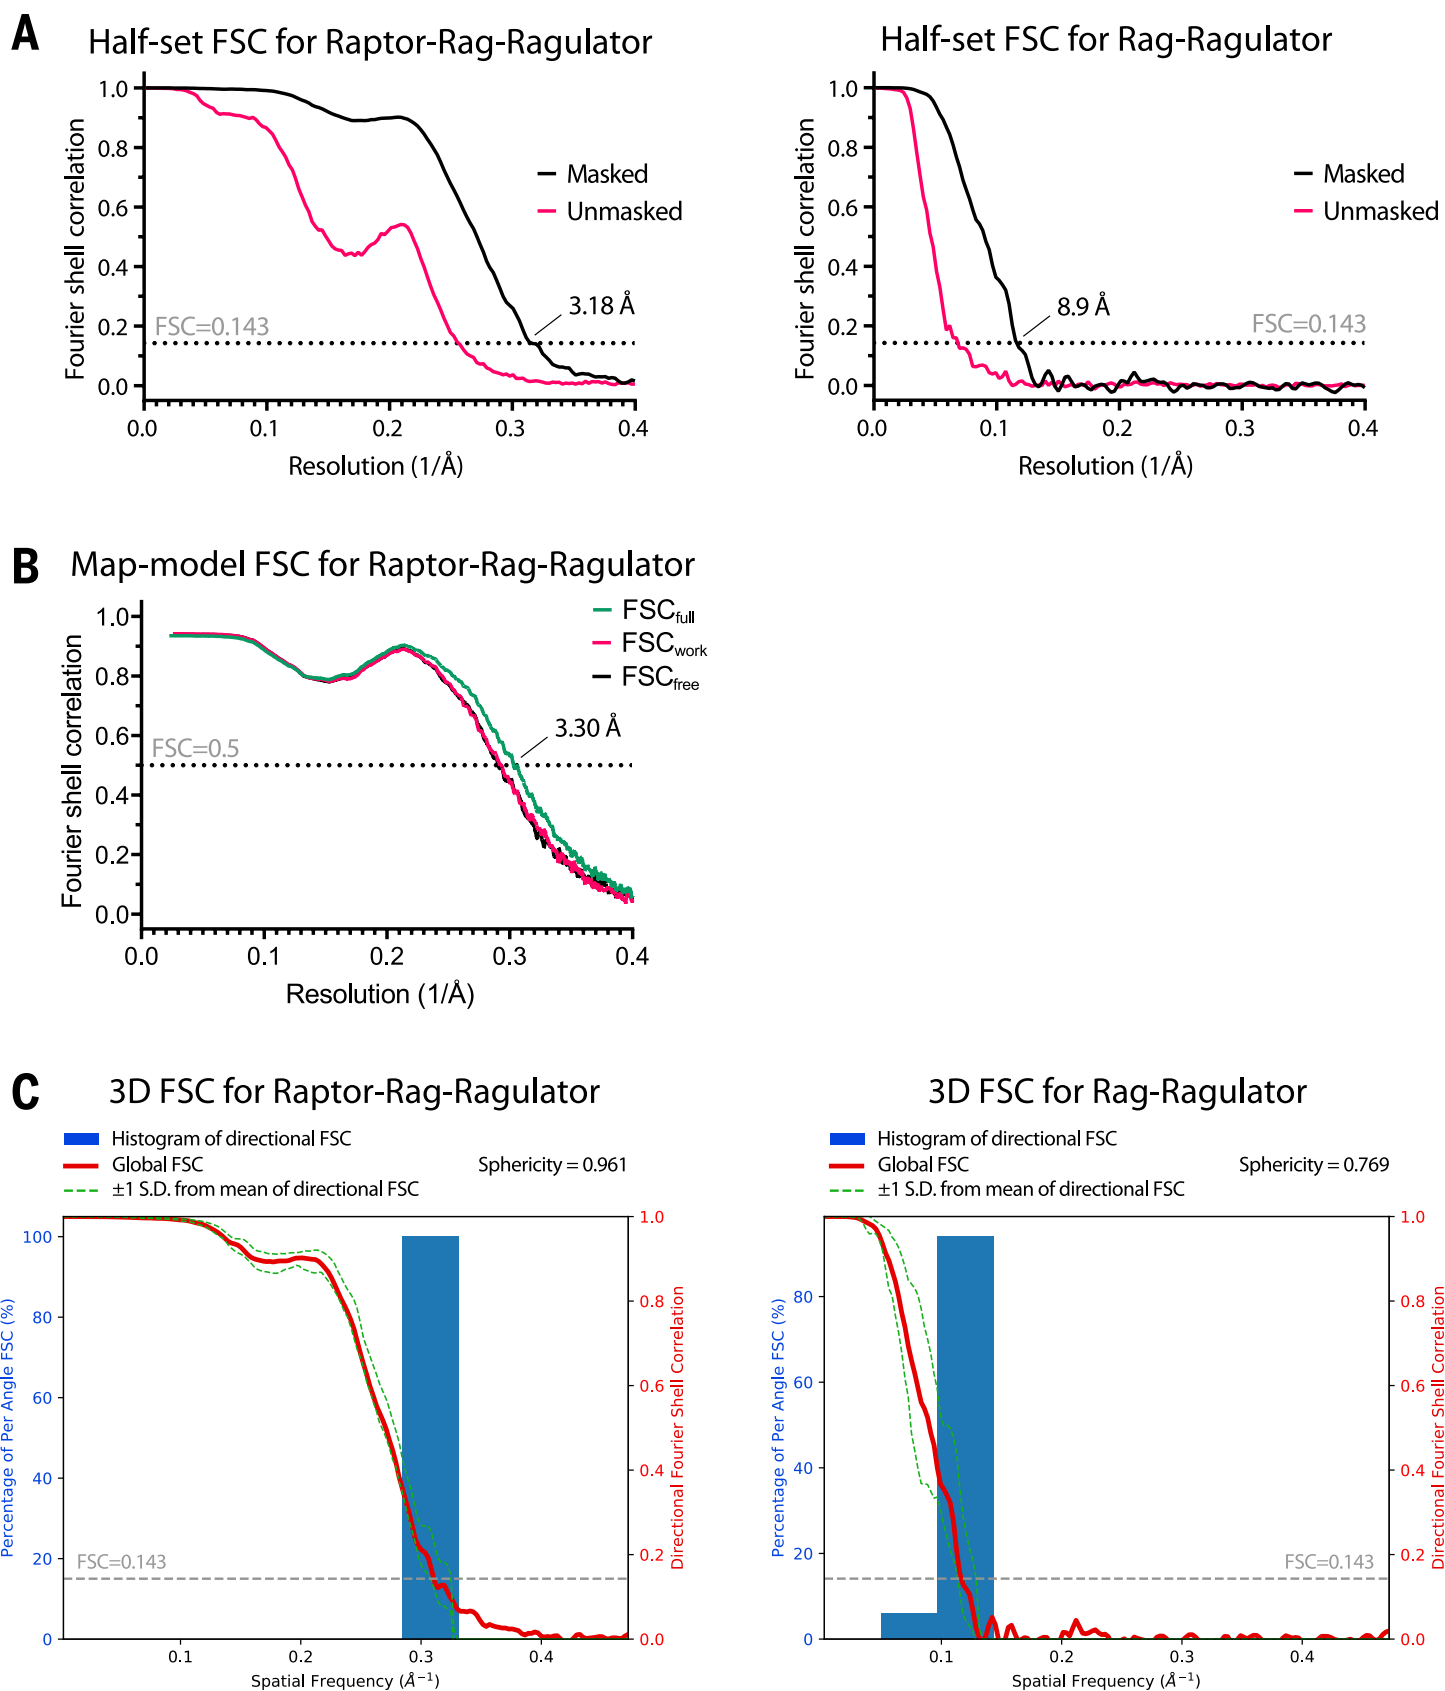 A
Half-set FSC for Raptor-Rag-Ragulator
Fourier shell correlation
1.0
0.8
0.6
0.4
0.2
0.0
Masked
Unmasked
3.18 Å
FSC=0.143
0.0 0.1 0.2 0.3 0.4
Resolution (1/Å)
Half-set FSC for Rag-Ragulator
Fourier shell correlation
1.0
0.8
0.6
0.4
0.2
0.0
Masked
Unmasked
8.9 Å
FSC=0.143
0.0 0.1 0.2 0.3 0.4
Resolution (1/Å)
B
Map-model FSC for Raptor-Rag-Ragulator
Fourier shell correlation
1.0
0.8
0.6
0.4
0.2
0.0
FSCfull
FSCwork
FSCfree
3.30 Å
FSC=0.5
0.0 0.1 0.2 0.3 0.4
Resolution (1/Å)
C
3D FSC for Raptor-Rag-Ragulator
Histogram of directional FSC
Global FSC
±1 S.D. from mean of directional FSC
Sphericity = 0.961
Percentage of Per Angle FSC (%)
100
80
60
40
20
0
FSC=0.143
1.0
0.8
0.6
0.4
0.2
0.0
Directional Fourier Shell Correlation
0.1 0.2 0.3 0.4
Spatial Frequency (Å⁻¹)
3D FSC for Rag-Ragulator
Histogram of directional FSC
Global FSC
±1 S.D. from mean of directional FSC
Sphericity = 0.769
Percentage of Per Angle FSC (%)
80
60
40
20
0
FSC=0.143
1.0
0.8
0.6
0.4
0.2
0.0
Directional Fourier Shell Correlation
0.1 0.2 0.3 0.4
Spatial Frequency (Å⁻¹)